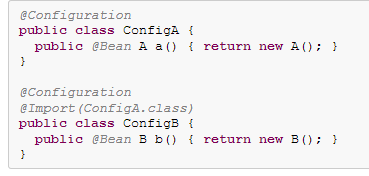 @Configuration
public class ConfigA {
  public @Bean A a() { return new A(); }
}

@Configuration
@Import(ConfigA.class)
public class ConfigB {
  public @Bean B b() { return new B(); }
}